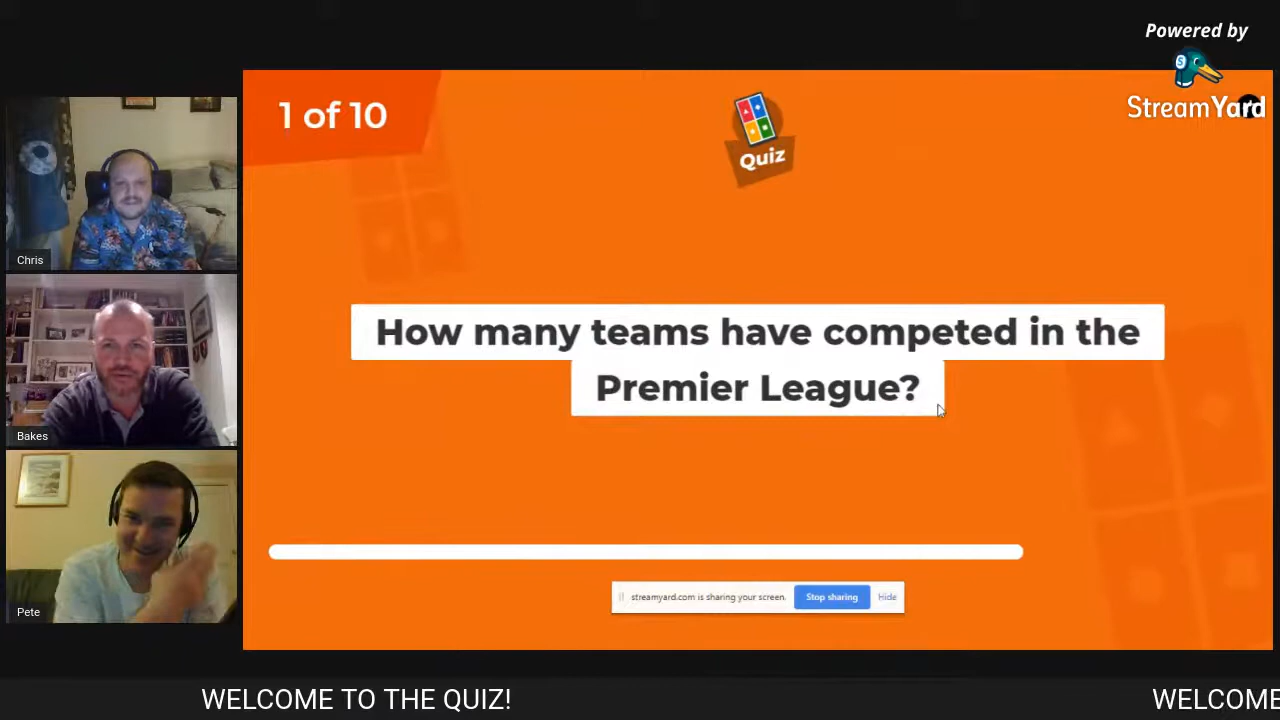 Powered by
StreamYard
1 of 10
Quiz
How many teams have competed in the
Premier League?
Chris
Bakes
Pete
streamyard.com is sharing your screen.
Stop sharing
Hide
WELCOME TO THE QUIZ!
WELCOME